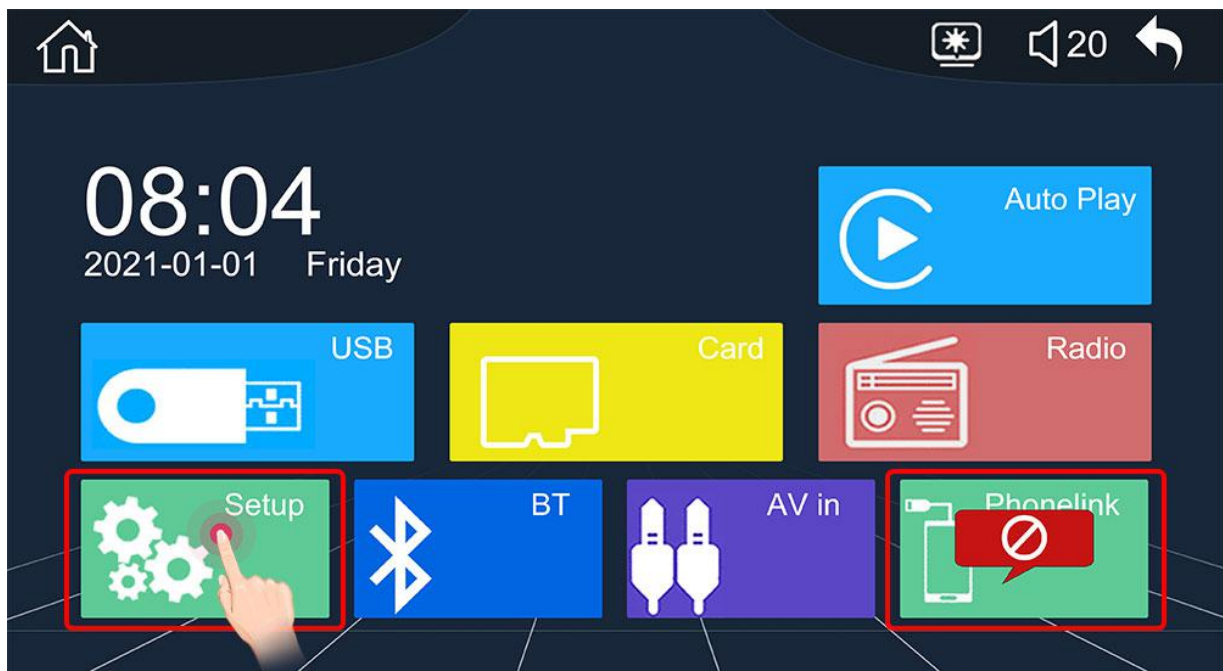 20
08:04
2021-01-01 Friday
Auto Play
USB
Card
Radio
Setup
BT
AV in
Phonelink